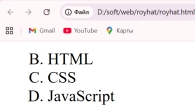 Файл D:/soft/web/royhat/royhat.html
Gmail YouTube Карты
B. HTML
C. CSS
D. JavaScript